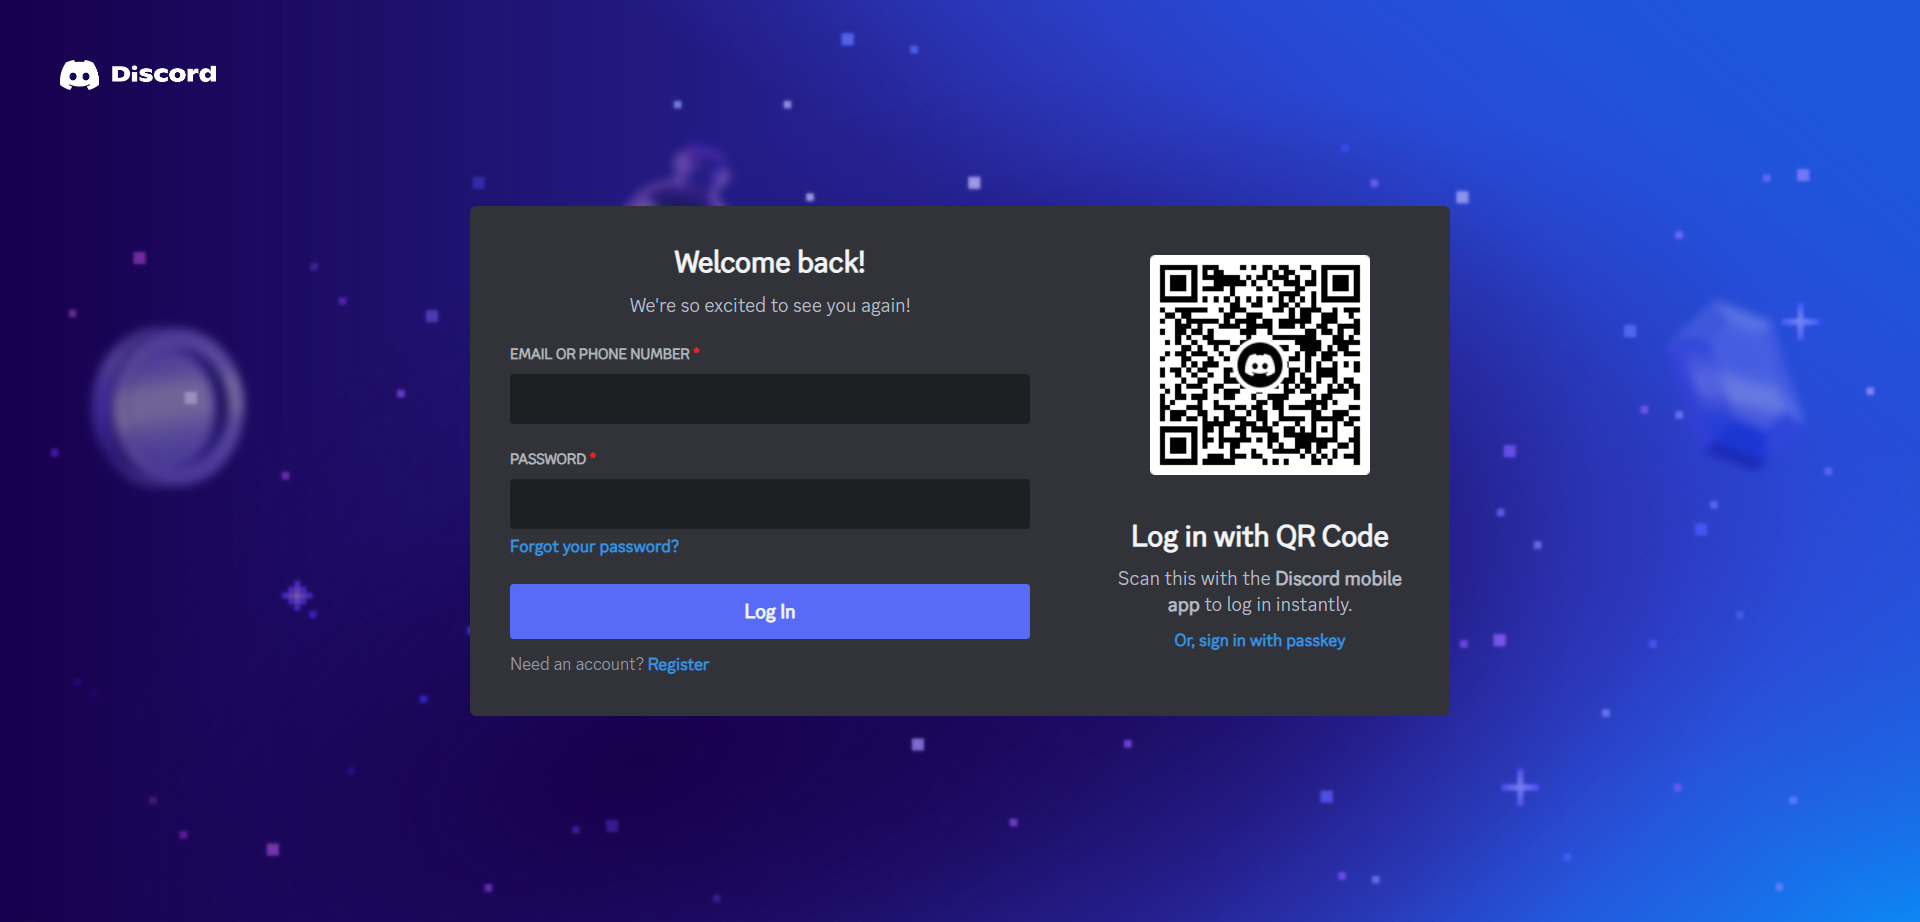 Discord
Welcome back!
We're so excited to see you again!
EMAIL OR PHONE NUMBER *
PASSWORD *
Forgot your password?
Log In
Need an account? Register
Log in with QR Code
Scan this with the Discord mobile
app to log in instantly.
Or, sign in with passkey